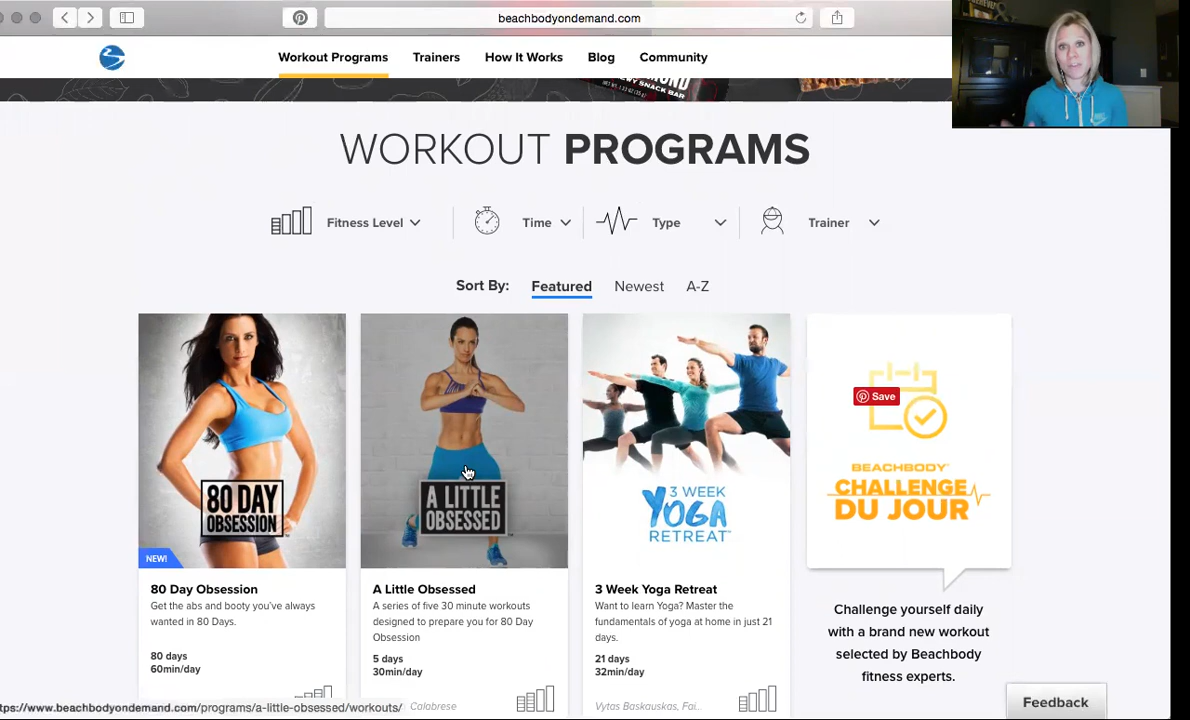 beachbodyondemand.com
Workout Programs
Trainers
How It Works
Blog
Community
SNACK BAR
WORKOUT PROGRAMS
Fitness Level
Time
Type
Trainer
Sort By:
Featured
Newest
A-Z
80 DAY
OBSESSION
NEW!
80 Day Obsession
Get the abs and booty you've always
wanted in 80 Days.
80 days
60min/day
A LITTLE
OBSESSED
A Little Obsessed
A series of five 30 minute workouts
designed to prepare you for 80 Day
Obsession
5 days
30min/day
Calabrese
3 WEEK
YOGA
RETREAT
3 Week Yoga Retreat
Want to learn Yoga? Master the
fundamentals of yoga at home in just 21
days.
21 days
32min/day
Vytas Baskauskas, Fai...
Save
BEACHBODY
CHALLENGE
DU JOUR
Challenge yourself daily
with a brand new workout
selected by Beachbody
fitness experts.
Feedback
tps://www.beachbodyondemand.com/programs/a-little-obsessed/workouts/